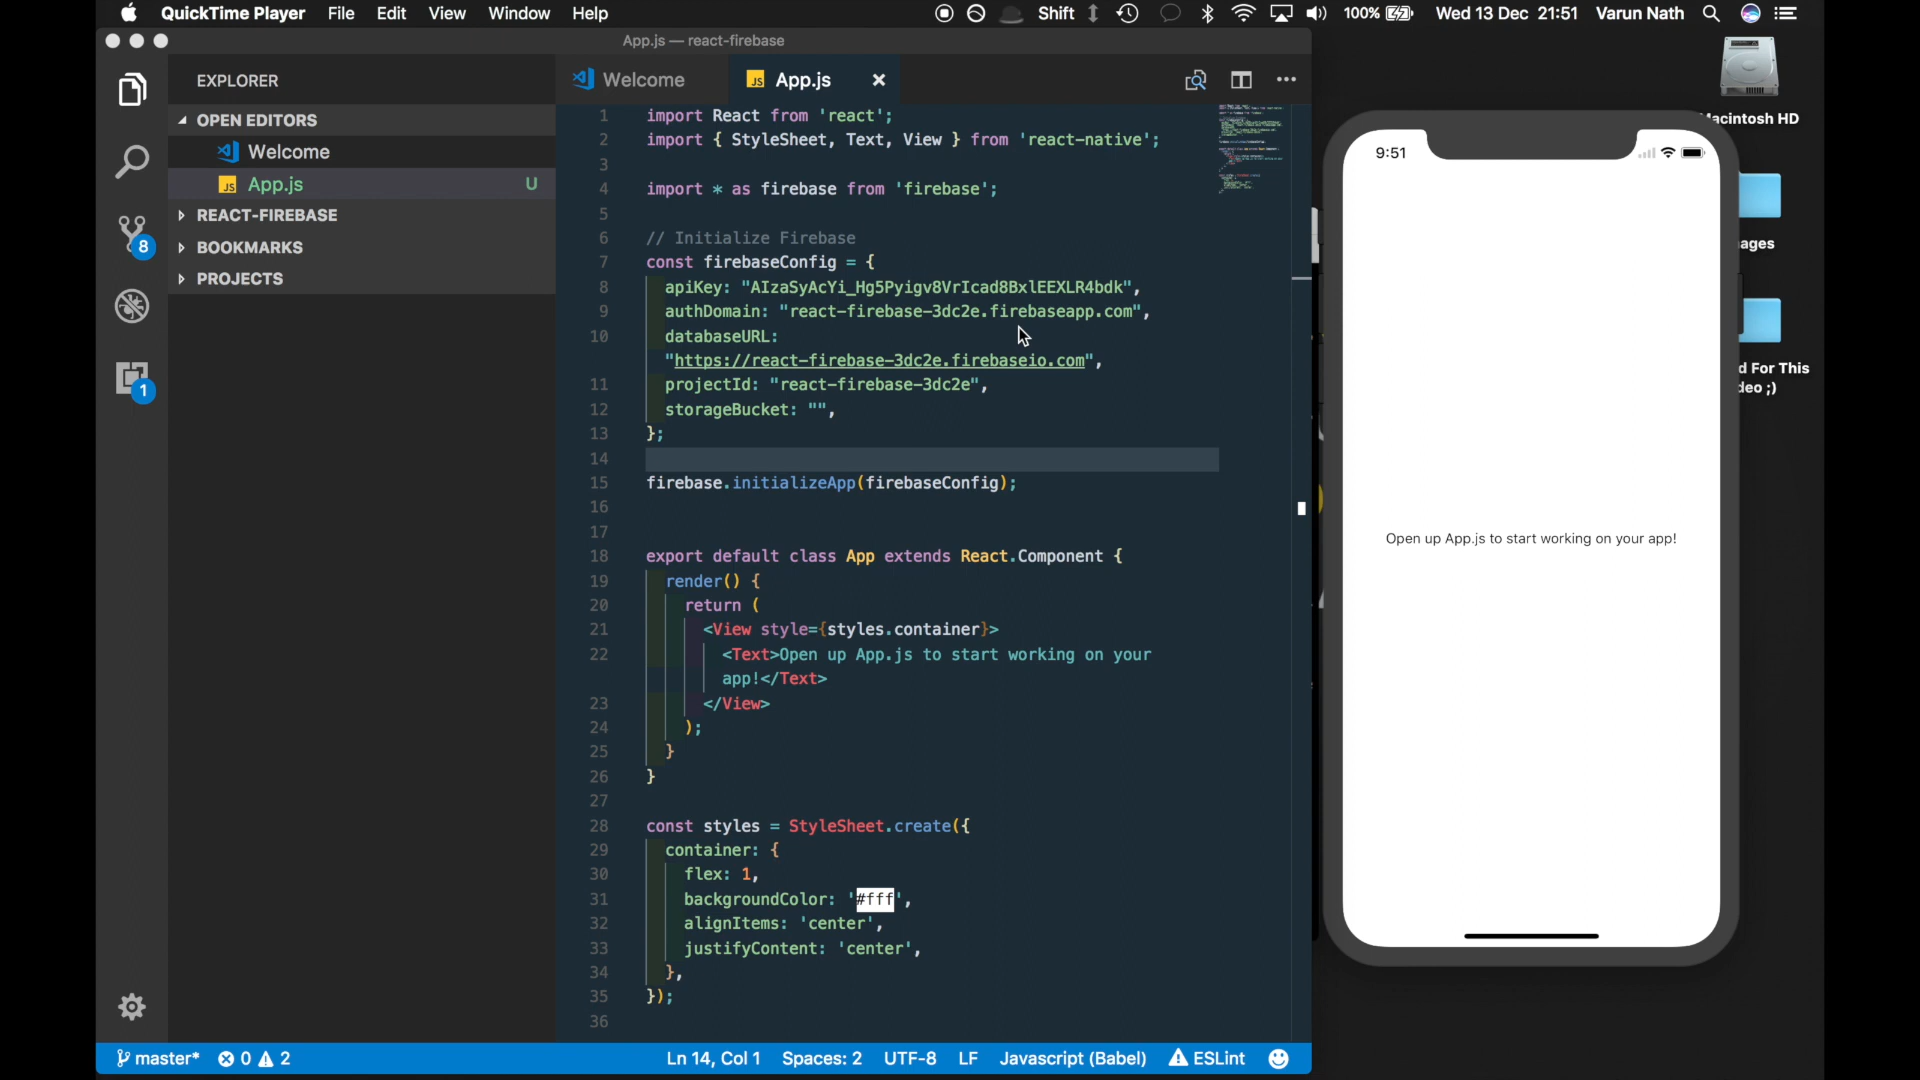 QuickTime Player File Edit View Window Help Shift 100% Wed 13 Dec 21:51 Varun Nath
App.js — react-firebase
EXPLORER
OPEN EDITORS
Welcome
App.js U
REACT-FIREBASE
BOOKMARKS
PROJECTS
8
1
Welcome App.js
1 import React from 'react';
2 import { StyleSheet, Text, View } from 'react-native';
3
4 import * as firebase from 'firebase';
5
6 // Initialize Firebase
7 const firebaseConfig = {
8 apiKey: "AIzaSyAcYi_Hg5Pyigv8VrIcad8BxlEEXLR4bdk",
9 authDomain: "react-firebase-3dc2e.firebaseapp.com",
10 databaseURL:
"https://react-firebase-3dc2e.firebaseio.com",
11 projectId: "react-firebase-3dc2e",
12 storageBucket: "",
13 };
14
15 firebase.initializeApp(firebaseConfig);
16
17
18 export default class App extends React.Component {
19 render() {
20 return (
21 <View style={styles.container}>
22 <Text>Open up App.js to start working on your
app!</Text>
23 </View>
24 );
25 }
26 }
27
28 const styles = StyleSheet.create({
29 container: {
30 flex: 1,
31 backgroundColor: '#fff',
32 alignItems: 'center',
33 justifyContent: 'center',
34 },
35 });
36
master* 0 2 Ln 14, Col 1 Spaces: 2 UTF-8 LF Javascript (Babel) ESLint
9:51
Open up App.js to start working on your app!
acintosh HD
ages
d For This
deo ;)